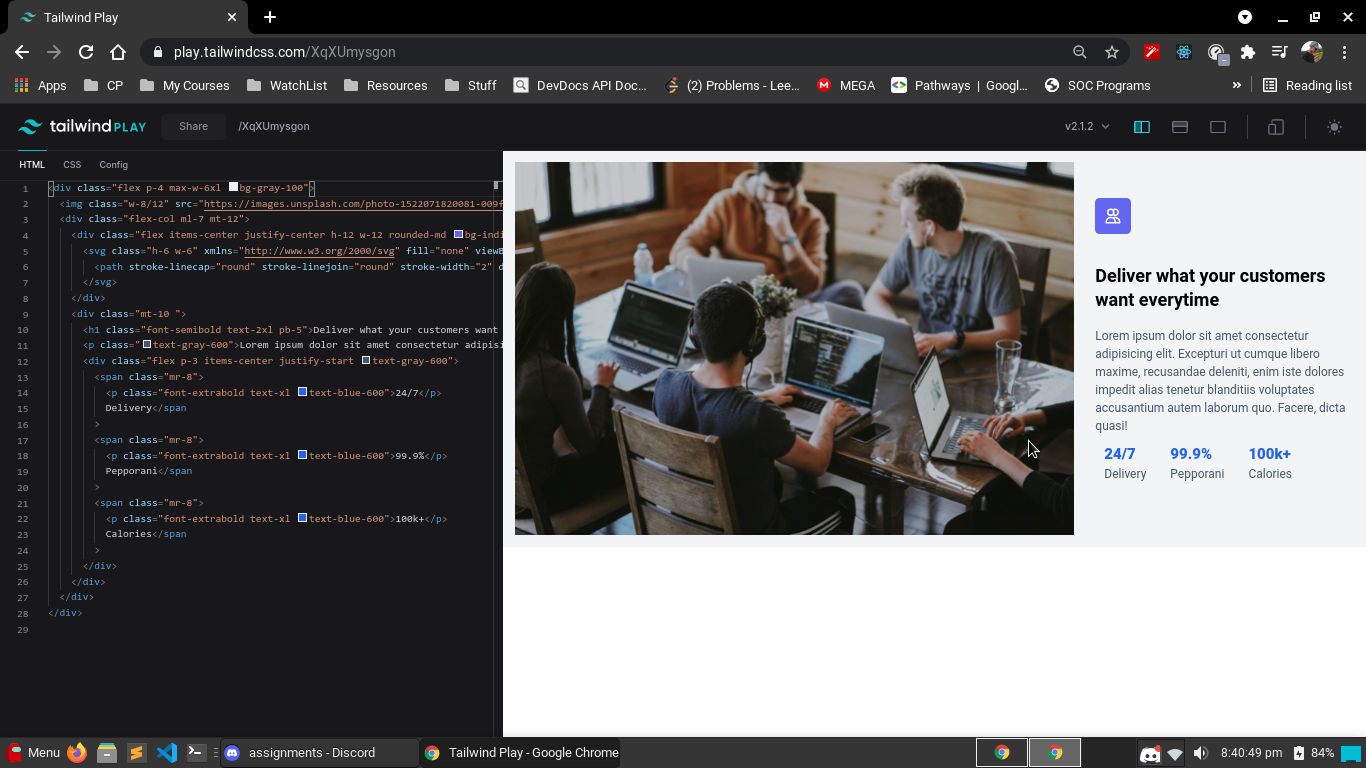 Tailwind Play
play.tailwindcss.com/XqXUmysgon
Apps CP My Courses WatchList Resources Stuff DevDocs API Doc... (2) Problems - Lee... MEGA Pathways | Googl... SOC Programs » Reading list
tailwindPLAY Share /XqXUmysgon v2.1.2
HTML CSS Config
1 <div class="flex p-4 max-w-6xl bg-gray-100">
2 <img class="w-8/12" src="https://images.unsplash.com/photo-1522071820081-009f
3 <div class="flex-col ml-7 mt-12">
4 <div class="flex items-center justify-center h-12 w-12 rounded-md bg-indi
5 <svg class="h-6 w-6" xmlns="http://www.w3.org/2000/svg" fill="none" viewB
6 <path stroke-linecap="round" stroke-linejoin="round" stroke-width="2" d
7 </svg>
8 </div>
9 <div class="mt-10 ">
10 <h1 class="font-semibold text-2xl pb-5">Deliver what your customers want
11 <p class="text-gray-600">Lorem ipsum dolor sit amet consectetur adipisi
12 <div class="flex p-3 items-center justify-start text-gray-600">
13 <span class="mr-8">
14 <p class="font-extrabold text-xl text-blue-600">24/7</p>
15 Delivery</span
16 >
17 <span class="mr-8">
18 <p class="font-extrabold text-xl text-blue-600">99.9%</p>
19 Pepporani</span
20 >
21 <span class="mr-8">
22 <p class="font-extrabold text-xl text-blue-600">100k+</p>
23 Calories</span
24 >
25 </div>
26 </div>
27 </div>
28 </div>
29
Deliver what your customers
want everytime
Lorem ipsum dolor sit amet consectetur
adipisicing elit. Excepturi ut cumque libero
maxime, recusandae deleniti, enim iste dolores
impedit alias tenetur blanditiis voluptates
accusantium autem laborum quo. Facere, dicta
quasi!
24/7 99.9% 100k+
Delivery Pepporani Calories
Menu assignments - Discord Tailwind Play - Google Chrome 8:40:49 pm 84%